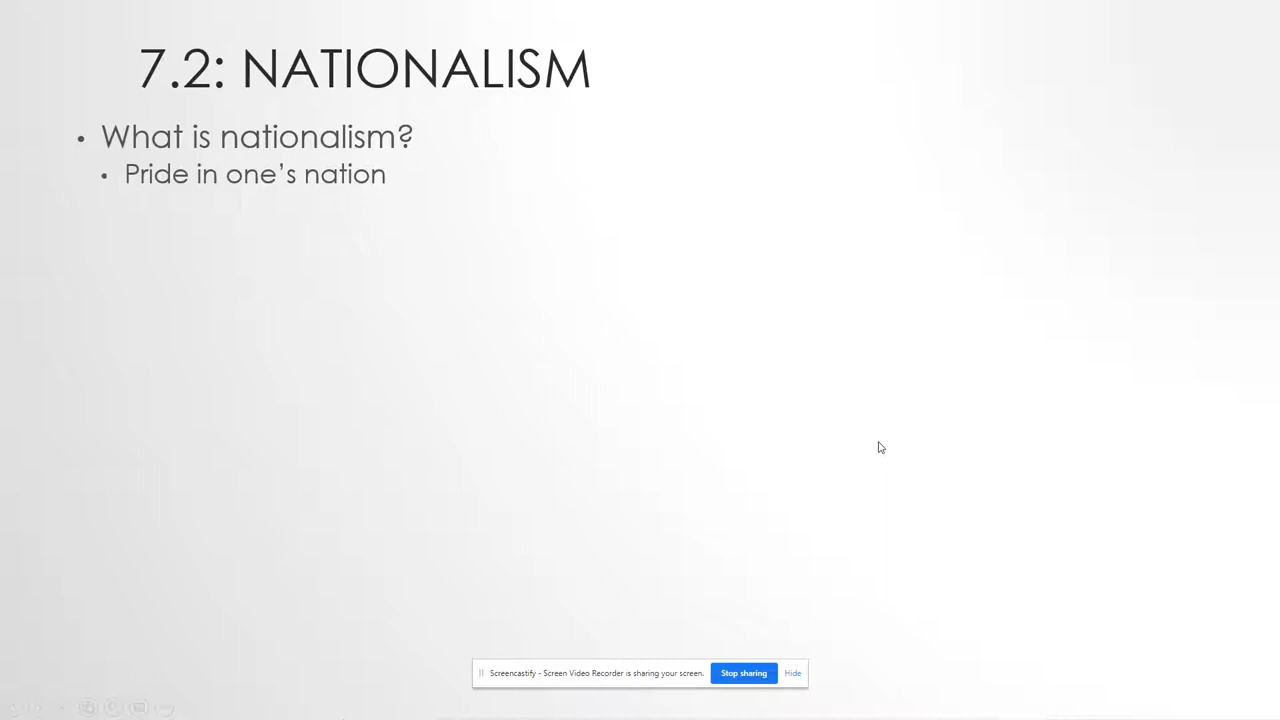 7.2: NATIONALISM
• What is nationalism?
• Pride in one’s nation
Screencastify - Screen Video Recorder is sharing your screen. Stop sharing Hide